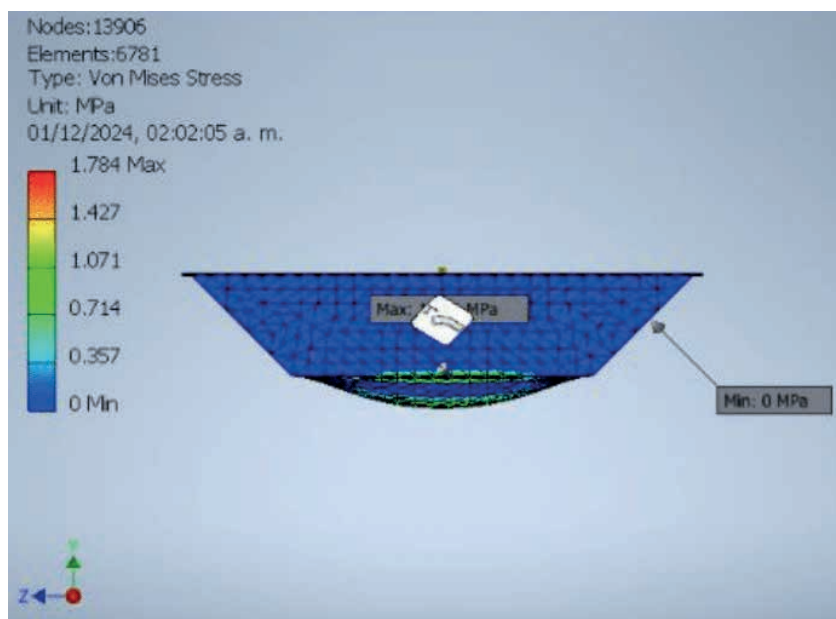 Nodes:13906
Elements:6781
Type: Von Mises Stress
Unit: MPa
01/12/2024, 02:02:05 a. m.
1.784 Max
1.427
1.071
0.714
0.357
0 Min
Max: MPa
Min: 0 MPa
Y
Z